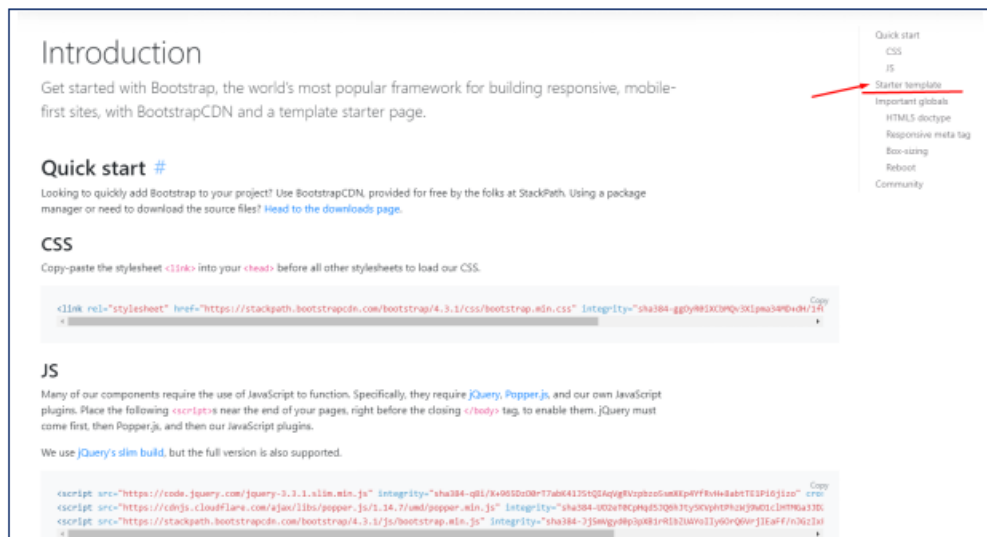 Introduction
Get started with Bootstrap, the world's most popular framework for building responsive, mobile-
first sites, with BootstrapCDN and a template starter page.
Quick start #
Looking to quickly add Bootstrap to your project? Use BootstrapCDN, provided for free by the folks at StackPath. Using a package
manager or need to download the source files? Head to the downloads page.
CSS
Copy-paste the stylesheet <link> into your <head> before all other stylesheets to load our CSS.
Copy
<link rel="stylesheet" href="https://stackpath.bootstrapcdn.com/bootstrap/4.3.1/css/bootstrap.min.css" integrity="sha384-
JS
Many of our components require the use of JavaScript to function. Specifically, they require jQuery, Popper.js, and our own JavaScript
plugins. Place the following <script>s near the end of your pages, right before the closing </body> tag, to enable them. jQuery must
come first, then Popper.js, and then our JavaScript plugins.
We use jQuery's slim build, but the full version is also supported.
Copy
<script src="https://code.jquery.com/jquery-3.3.1.slim.min.js" integrity="sha384-
<script src="https://cdnjs.cloudflare.com/ajax/libs/popper.js/1.14.7/umd/popper.min.js" integrity="sha384-
<script src="https://stackpath.bootstrapcdn.com/bootstrap/4.3.1/js/bootstrap.min.js" integrity="sha384-
Quick start
CSS
JS
Starter template
Important globals
HTML5 doctype
Responsive meta tag
Box-sizing
Reboot
Community